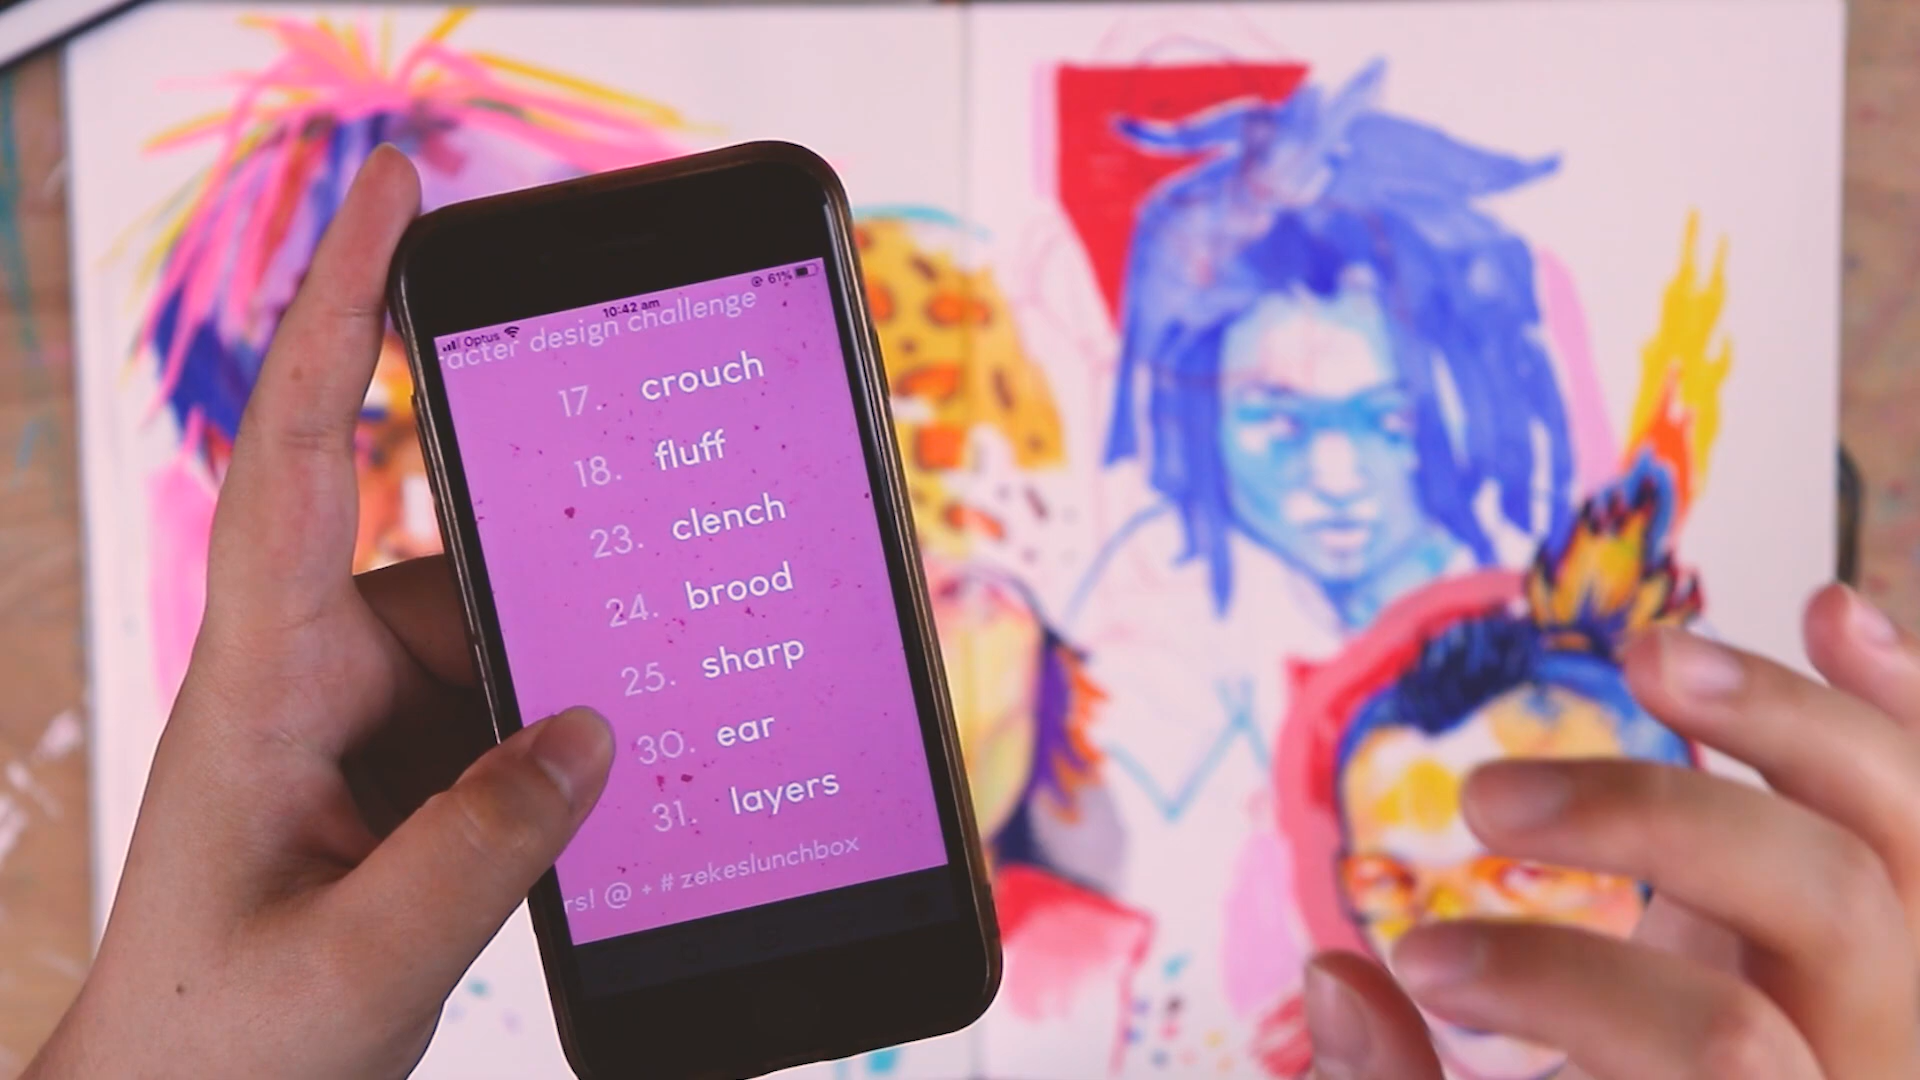 Optus 10:42 am 61%
acter design challenge
17. crouch
18. fluff
23. clench
24. brood
25. sharp
30. ear
31. layers
rs! @ + # zekeslunchbox